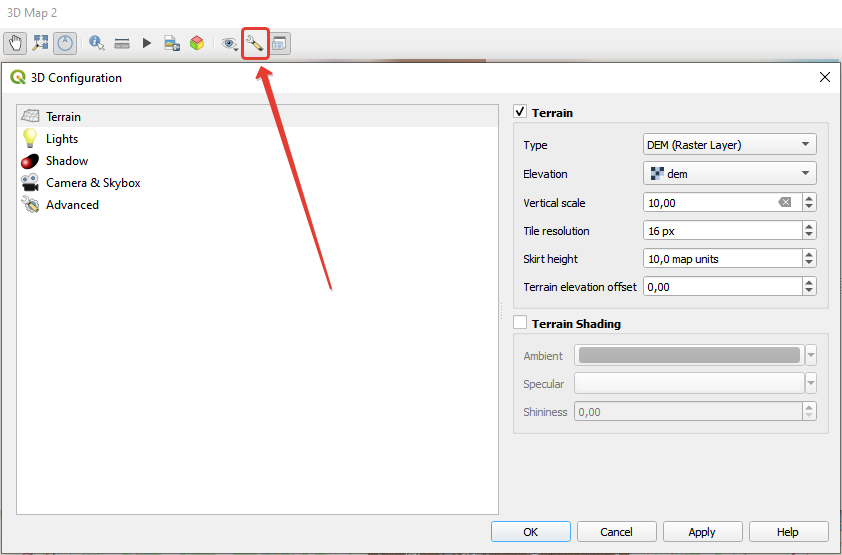 3D Map 2
3D Configuration
Terrain
Lights
Shadow
Camera & Skybox
Advanced
Terrain
Type DEM (Raster Layer)
Elevation dem
Vertical scale 10,00
Tile resolution 16 px
Skirt height 10,0 map units
Terrain elevation offset 0,00
Terrain Shading
Ambient
Specular
Shininess 0,00
OK Cancel Apply Help